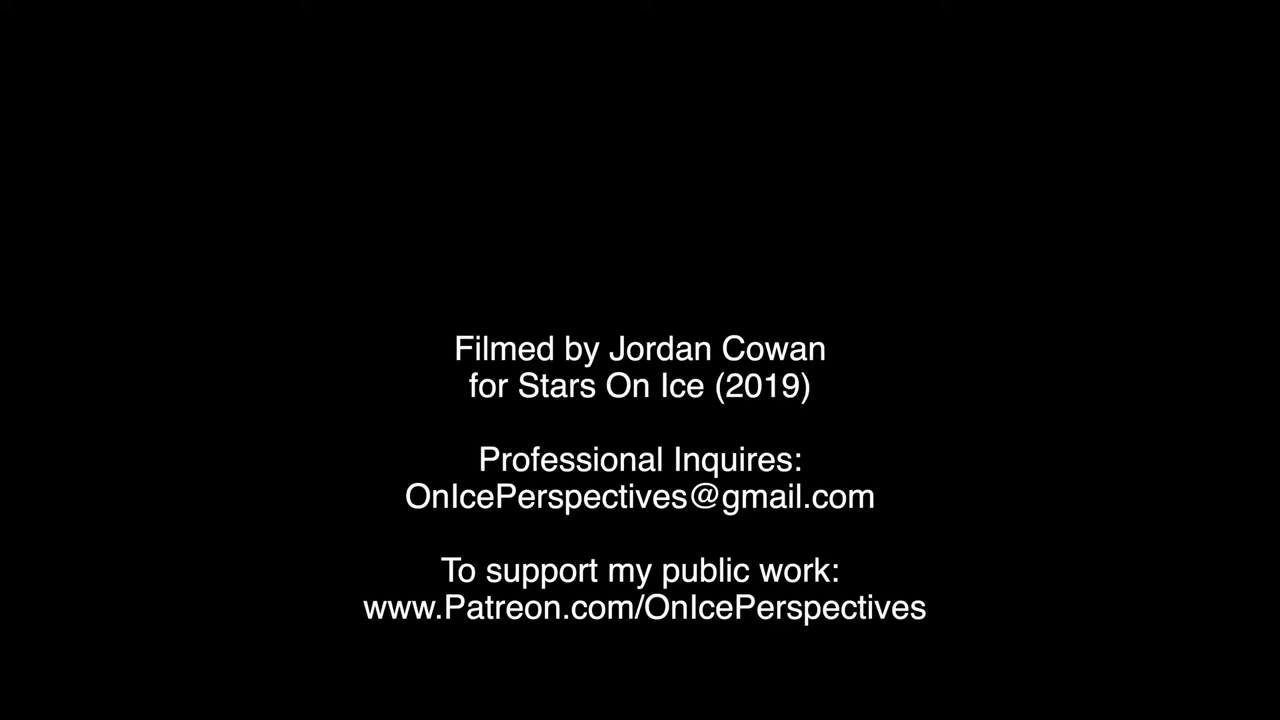 Filmed by Jordan Cowan
for Stars On Ice (2019)
Professional Inquires:
OnIcePerspectives@gmail.com
To support my public work:
www.Patreon.com/OnIcePerspectives